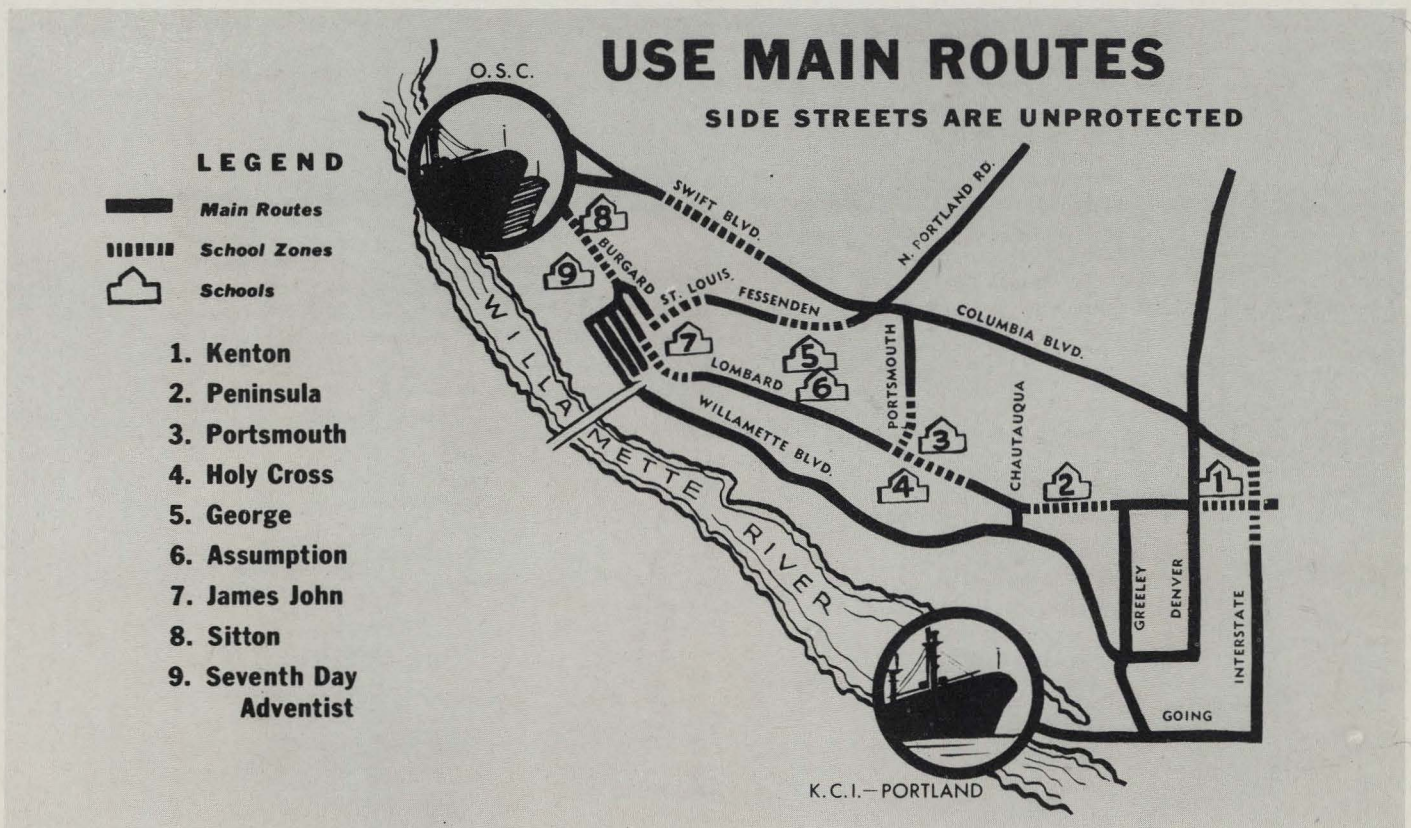 USE MAIN ROUTES
SIDE STREETS ARE UNPROTECTED
O.S.C.
LEGEND
Main Routes
School Zones
Schools
1. Kenton
2. Peninsula
3. Portsmouth
4. Holy Cross
5. George
6. Assumption
7. James John
8. Sitton
9. Seventh Day
Adventist
SWIFT BLVD.
N. PORTLAND RD.
8
BURGARD
9
ST. LOUIS.
FESSENDEN
COLUMBIA BLVD.
7
5
6
LOMBARD
PORTSMOUTH
WILLAMETTE BLVD.
3
4
CHAUTAUQUA
2
1
WILLAMETTE RIVER
GREELEY
DENVER
INTERSTATE
GOING
K.C.I.—PORTLAND